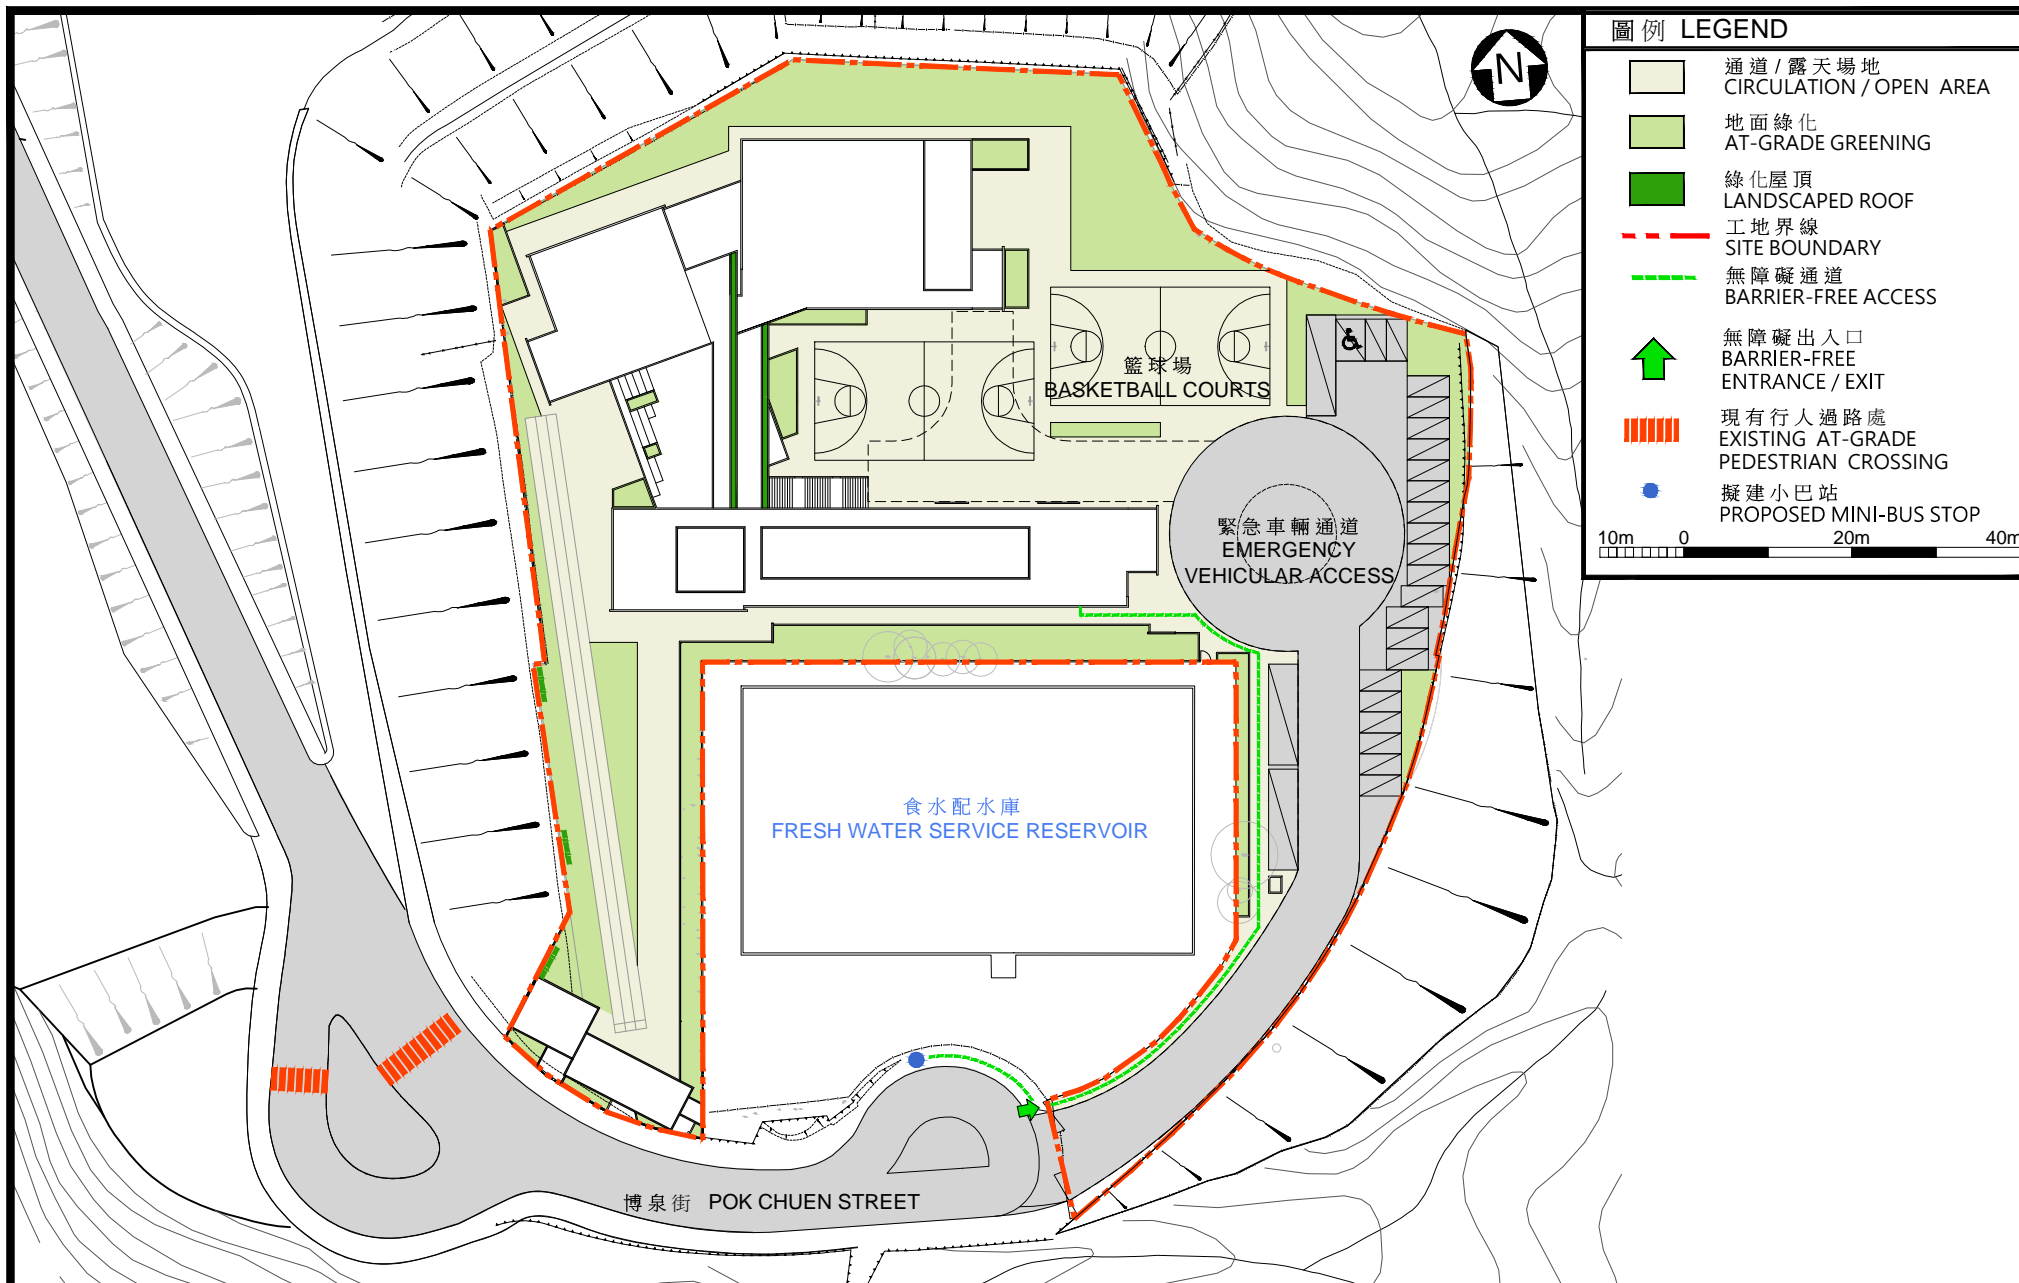 圖例 LEGEND
通道 / 露天場地
CIRCULATION / OPEN AREA
地面綠化
AT-GRADE GREENING
綠化屋頂
LANDSCAPED ROOF
工地界線
SITE BOUNDARY
無障礙通道
BARRIER-FREE ACCESS
無障礙出入口
BARRIER-FREE
ENTRANCE / EXIT
現有行人過路處
EXISTING AT-GRADE
PEDESTRIAN CROSSING
擬建小巴站
PROPOSED MINI-BUS STOP
10m 0 20m 40m
N
籃球場
BASKETBALL COURTS
緊急車輛通道
EMERGENCY
VEHICULAR ACCESS
食水配水庫
FRESH WATER SERVICE RESERVOIR
博泉街 POK CHUEN STREET